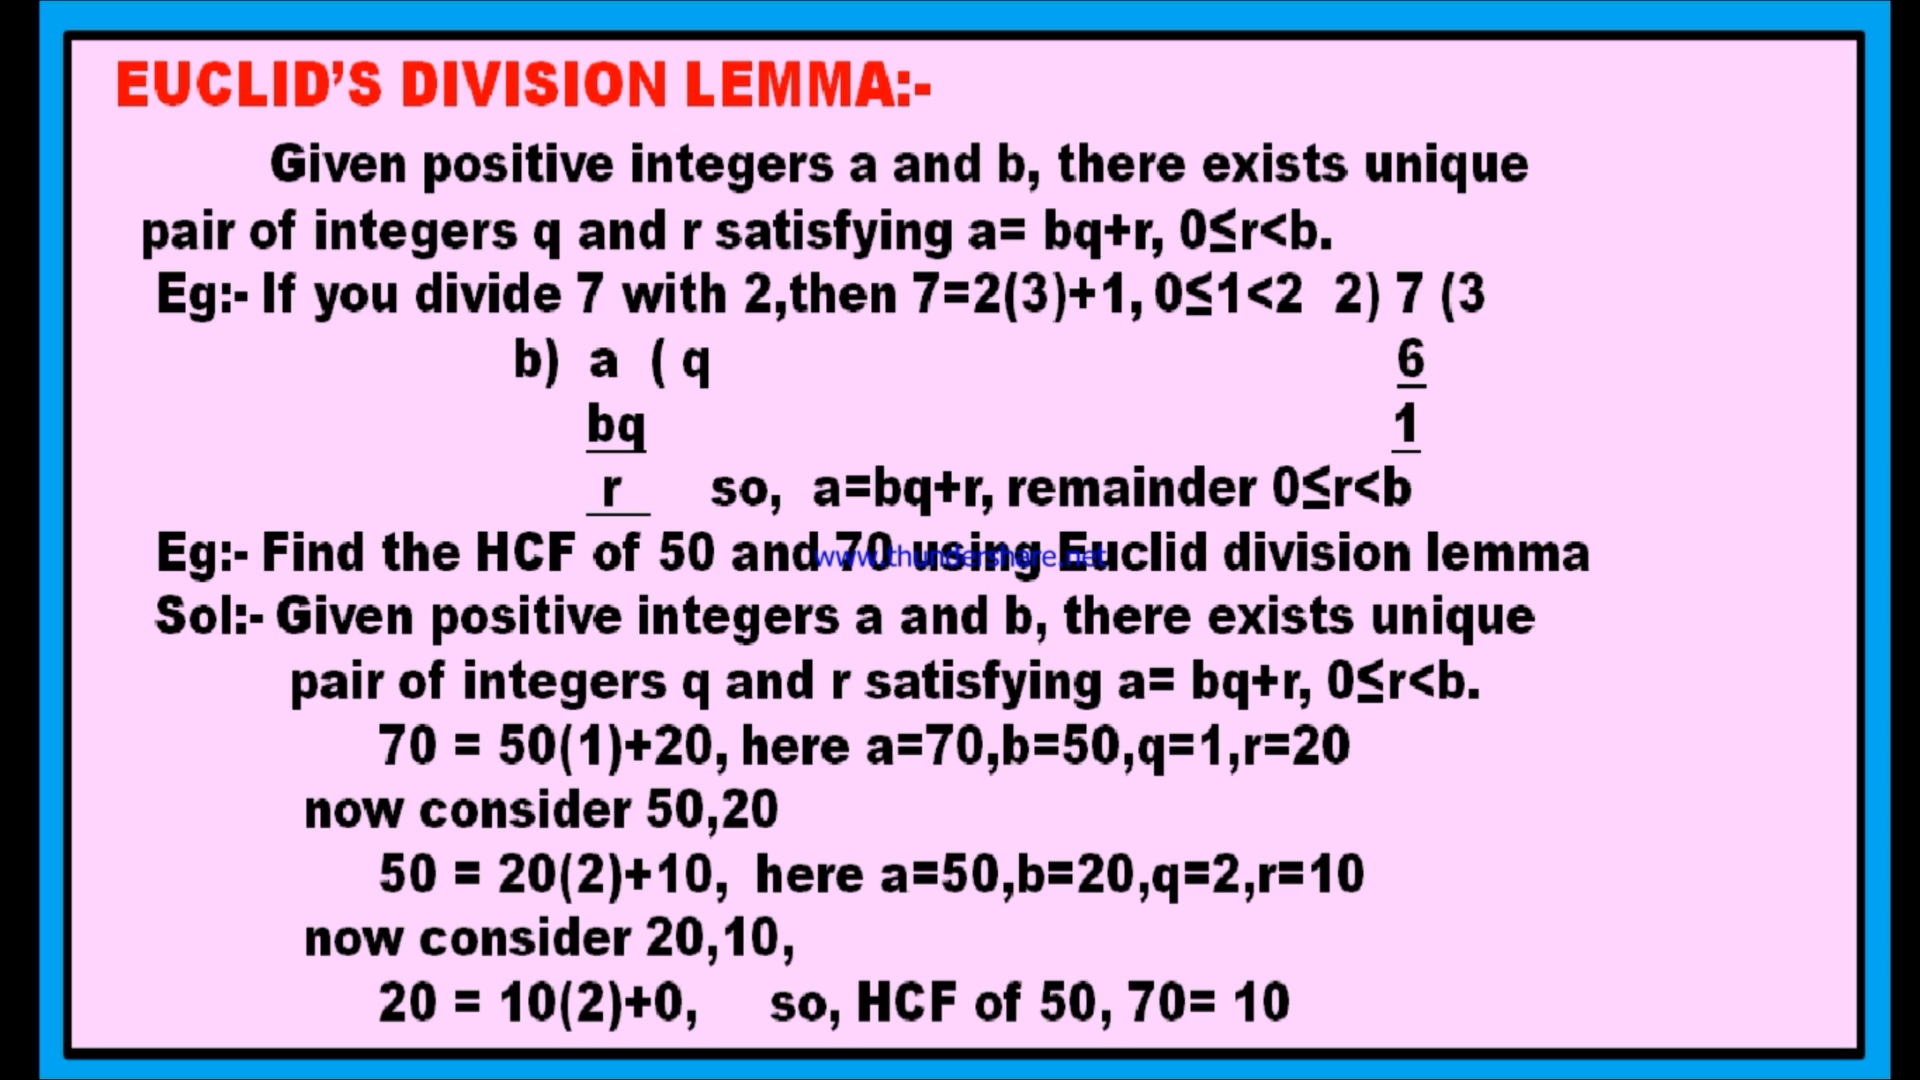 EUCLID’S DIVISION LEMMA:-
Given positive integers a and b, there exists unique
pair of integers q and r satisfying a= bq+r, 0≤r<b.
Eg:- If you divide 7 with 2,then 7=2(3)+1, 0≤1<2 2) 7 (3
b) a ( q 6
bq 1
r so, a=bq+r, remainder 0≤r<b
Eg:- Find the HCF of 50 and 70 using Euclid division lemma
www.thundershare.net
Sol:- Given positive integers a and b, there exists unique
pair of integers q and r satisfying a= bq+r, 0≤r<b.
70 = 50(1)+20, here a=70,b=50,q=1,r=20
now consider 50,20
50 = 20(2)+10, here a=50,b=20,q=2,r=10
now consider 20,10,
20 = 10(2)+0, so, HCF of 50, 70= 10